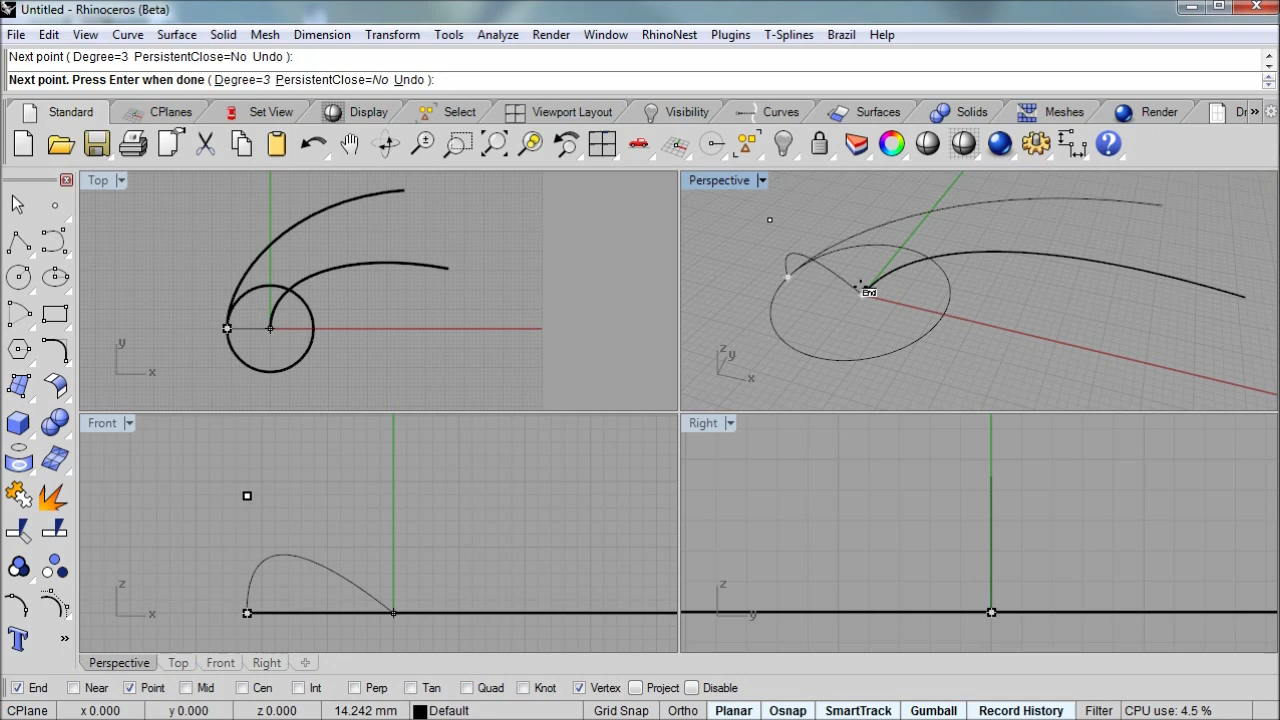 Untitled - Rhinoceros (Beta)
File Edit View Curve Surface Solid Mesh Dimension Transform Tools Analyze Render Window RhinoNest Plugins T-Splines Brazil Help
Next point ( Degree=3 PersistentClose=No Undo ):
Next point. Press Enter when done ( Degree=3 PersistentClose=No Undo ):
Standard CPlanes Set View Display Select Viewport Layout Visibility Curves Surfaces Solids Meshes Render Dr »
Top
Perspective
End
y
x
z
y
x
Front
Right
z
x
z
y
»
Perspective Top Front Right
End Near Point Mid Cen Int Perp Tan Quad Knot Vertex Project Disable
CPlane x 0.000 y 0.000 z 0.000 14.242 mm Default Grid Snap Ortho Planar Osnap SmartTrack Gumball Record History Filter CPU use: 4.5 %